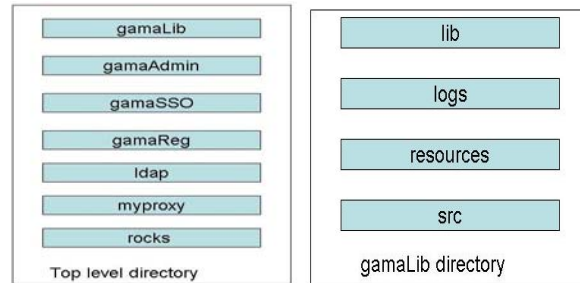 gamaLib
gamaAdmin
gamaSSO
gamaReg
ldap
myproxy
rocks
Top level directory
lib
logs
resources
src
gamaLib directory